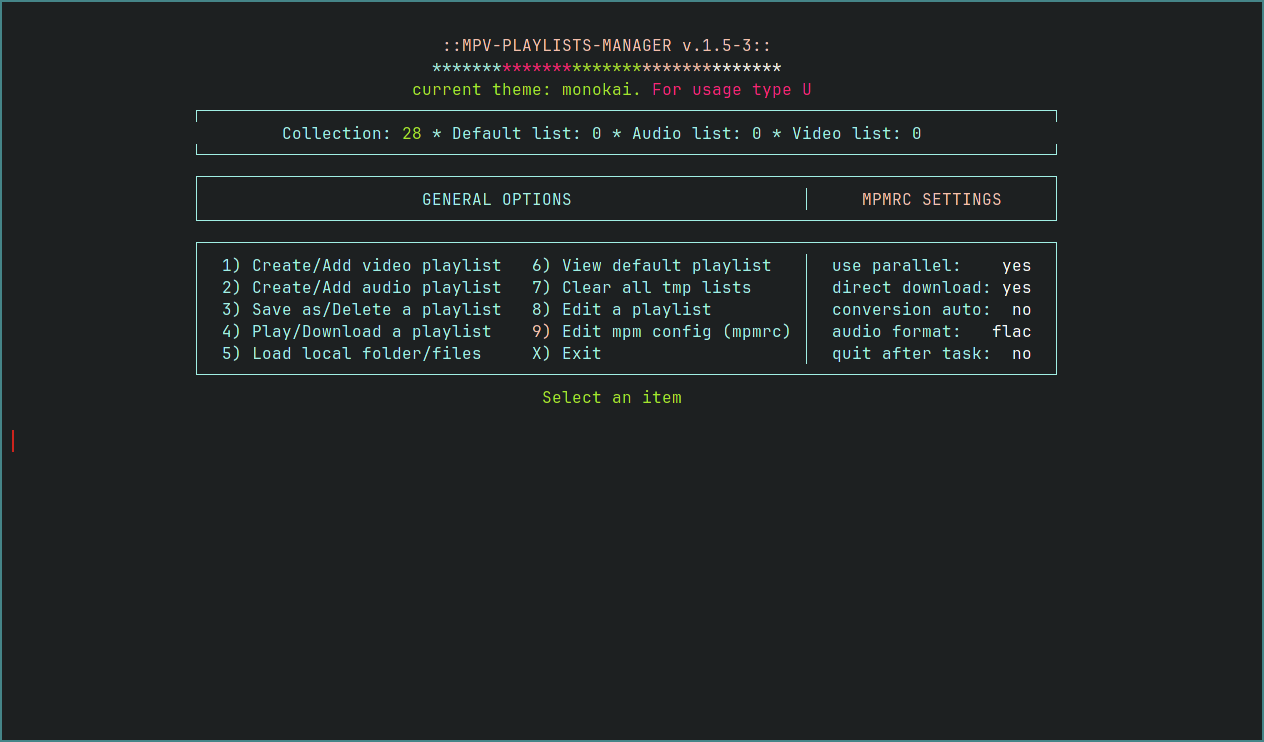 ::MPV-PLAYLISTS-MANAGER v.1.5-3::
***********************************
current theme: monokai. For usage type U
Collection: 28 * Default list: 0 * Audio list: 0 * Video list: 0
GENERAL OPTIONS MPMRC SETTINGS
1) Create/Add video playlist 6) View default playlist use parallel: yes
2) Create/Add audio playlist 7) Clear all tmp lists direct download: yes
3) Save as/Delete a playlist 8) Edit a playlist conversion auto: no
4) Play/Download a playlist 9) Edit mpm config (mpmrc) audio format: flac
5) Load local folder/files X) Exit quit after task: no
Select an item